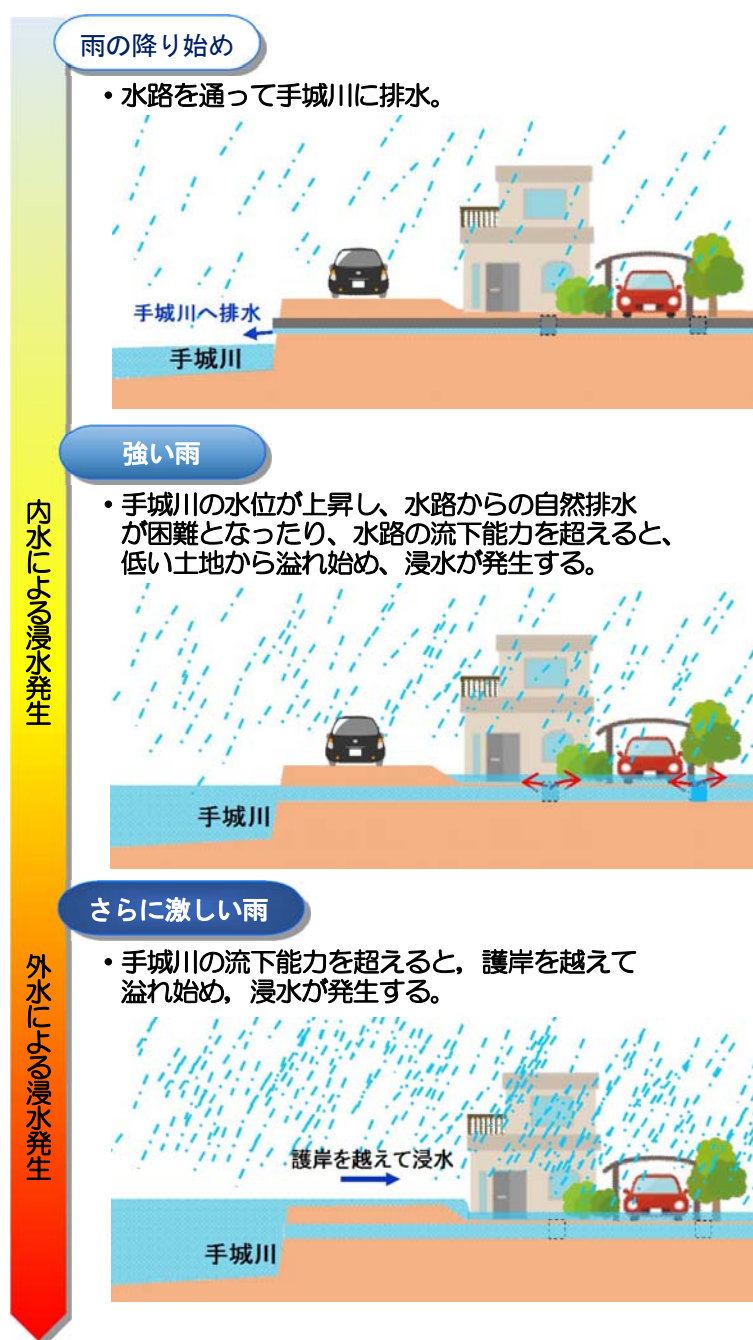 雨の降り始め
・水路を通って手城川に排水。
手城川へ排水
手城川
強い雨
・手城川の水位が上昇し、水路からの自然排水
が困難となったり、水路の流下能力を超えると、
低い土地から溢れ始め、浸水が発生する。
手城川
内水による浸水発生
さらに激しい雨
・手城川の流下能力を超えると，護岸を越えて
溢れ始め，浸水が発生する。
護岸を越えて浸水
手城川
外水による浸水発生